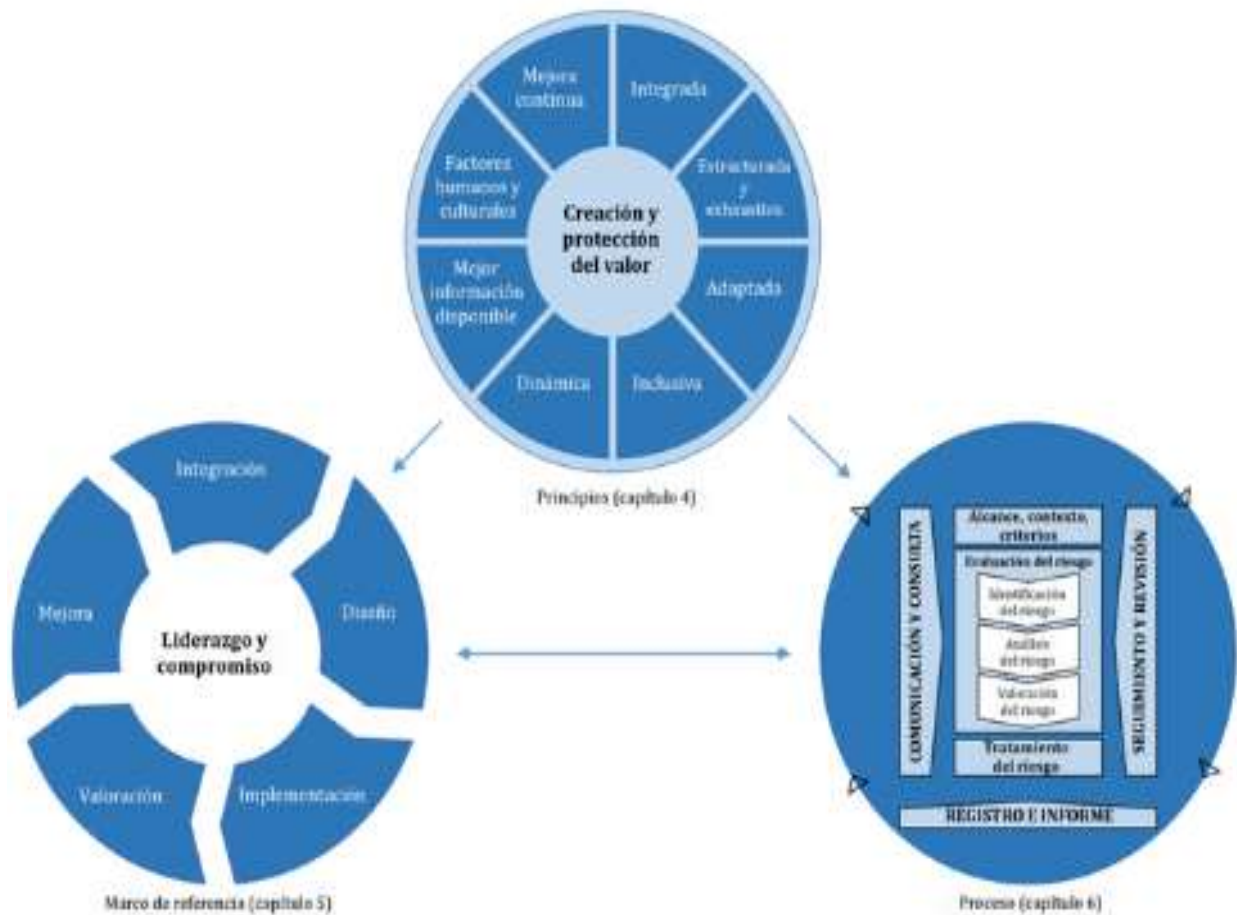 Mejora
continua
Integrada
Factores
humanos y
culturales
Estructurada
y
exhaustiva
Creación y
protección
del valor
Mejor
información
disponible
Adaptada
Dinámica
Inclusiva
Principios (capítulo 4)
Integración
Mejora
Diseño
Liderazgo y
compromiso
Valoración
Implementación
Marco de referencia (capítulo 5)
COMUNICACIÓN Y CONSULTA
Alcance, contexto,
criterios
Evaluación del riesgo
Identificación
del riesgo
Análisis
del riesgo
Valoración
del riesgo
Tratamiento
del riesgo
SEGUIMIENTO Y REVISIÓN
REGISTRO E INFORME
Proceso (capítulo 6)